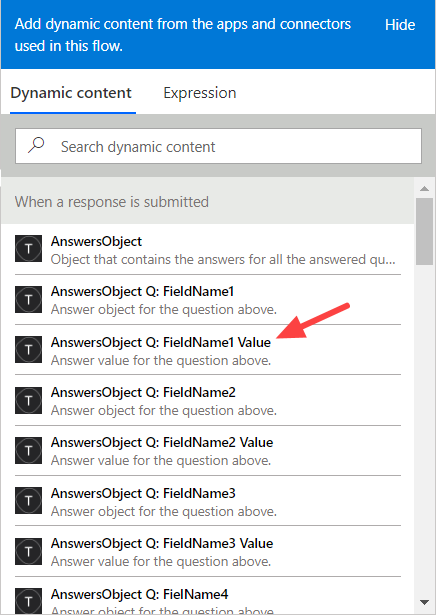 Add dynamic content from the apps and connectors
used in this flow.
Hide
Dynamic content
Expression
Search dynamic content
When a response is submitted
T
AnswersObject
Object that contains the answers for all the answered qu...
T
AnswersObject Q: FieldName1
Answer object for the question above.
T
AnswersObject Q: FieldName1 Value
Answer value for the question above.
T
AnswersObject Q: FieldName2
Answer object for the question above.
T
AnswersObject Q: FieldName2 Value
Answer value for the question above.
T
AnswersObject Q: FieldName3
Answer object for the question above.
T
AnswersObject Q: FieldName3 Value
Answer value for the question above.
T
AnswersObject Q: FielName4
Answer object for the question above.